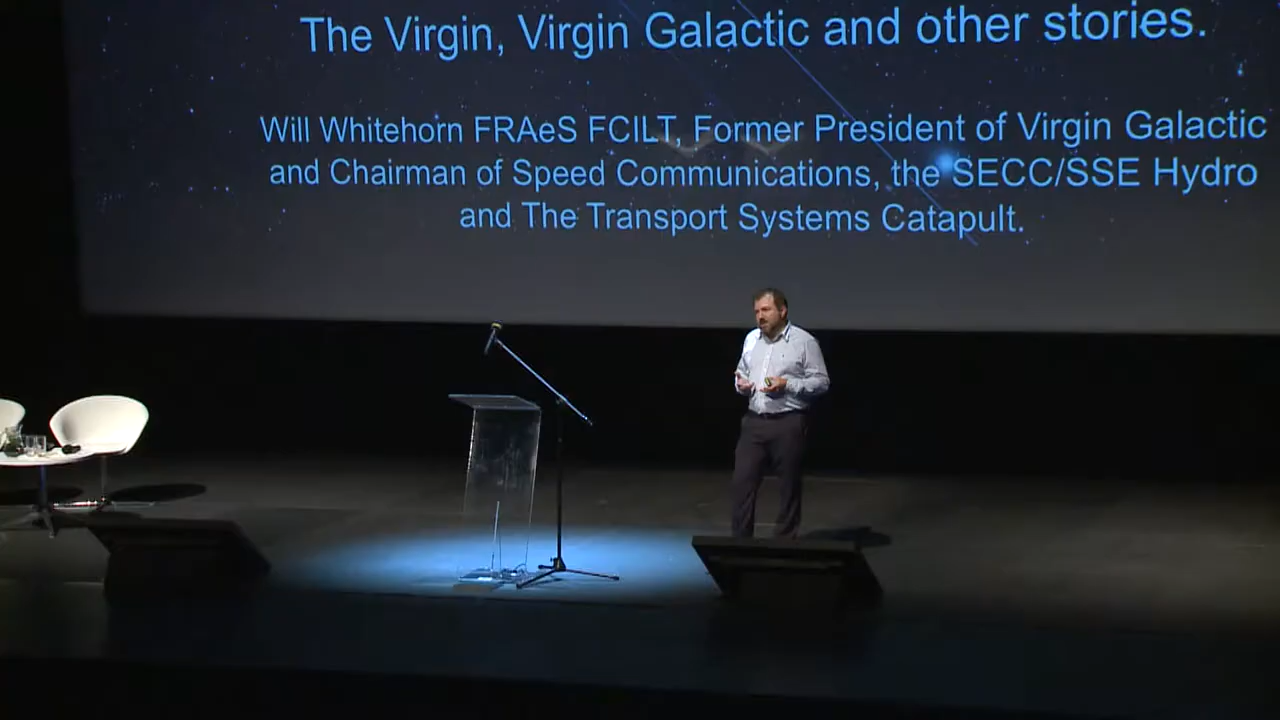 The Virgin, Virgin Galactic and other stories.
Will Whitehorn FRAeS FCILT, Former President of Virgin Galactic
and Chairman of Speed Communications, the SECC/SSE Hydro
and The Transport Systems Catapult.